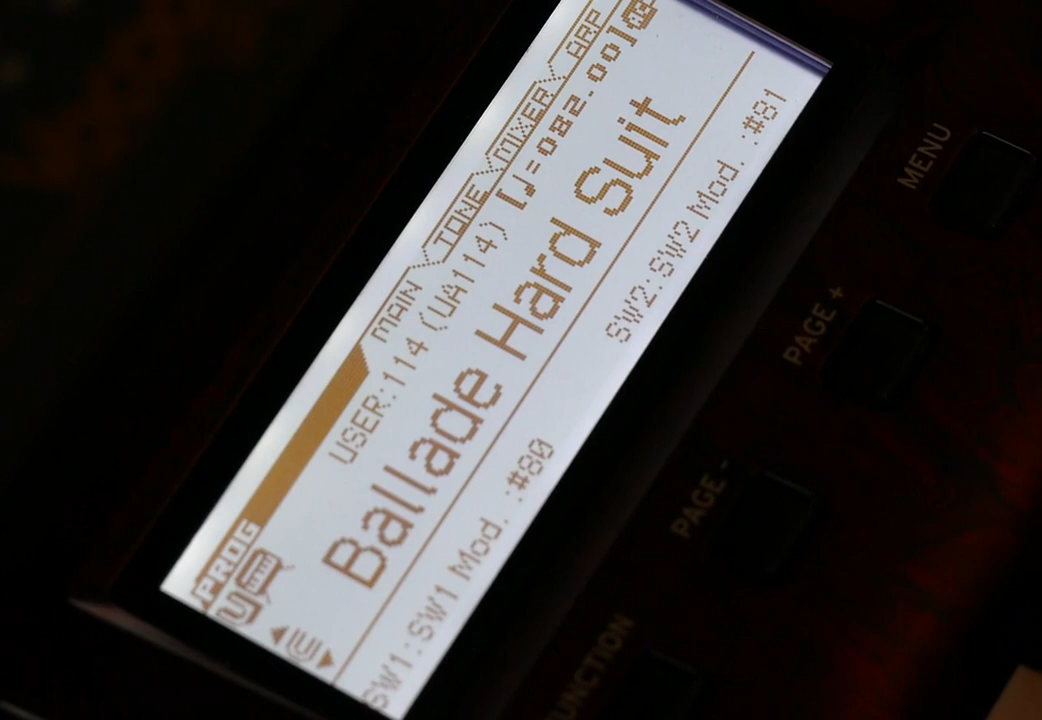 PROG MAIN TONE MIXER ARP
U USER:114 (UA114) [♩=082.00]
U Ballade Hard Suit
SW1:SW1 Mod. :#80 SW2:SW2 Mod. :#81
MENU
PAGE +
PAGE -
FUNCTION